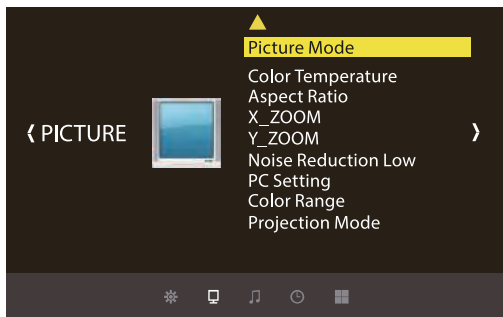 Picture Mode
PICTURE
Color Temperature
Aspect Ratio
X_ZOOM
Y_ZOOM
Noise Reduction Low
PC Setting
Color Range
Projection Mode